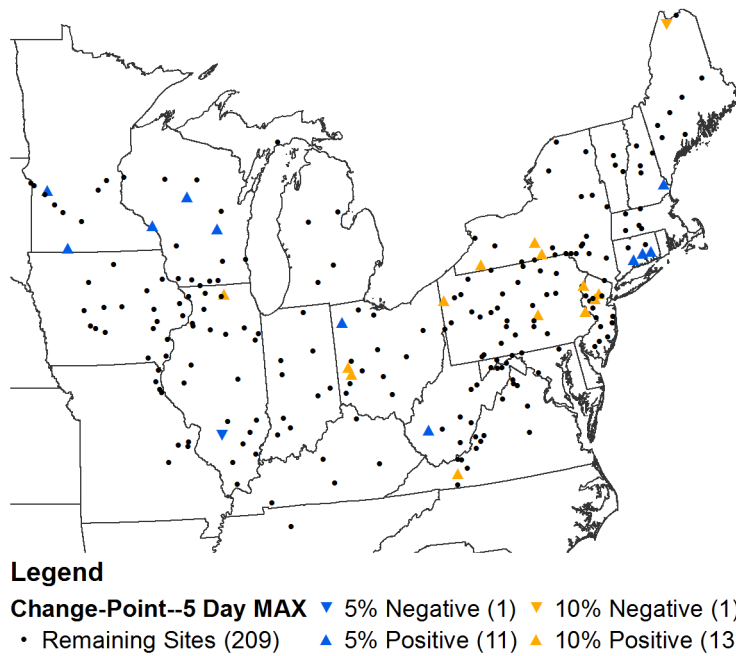 Legend
Change-Point--5 Day MAX ▼ 5% Negative (1) ▼ 10% Negative (1)
• Remaining Sites (209) ▲ 5% Positive (11) ▲ 10% Positive (13